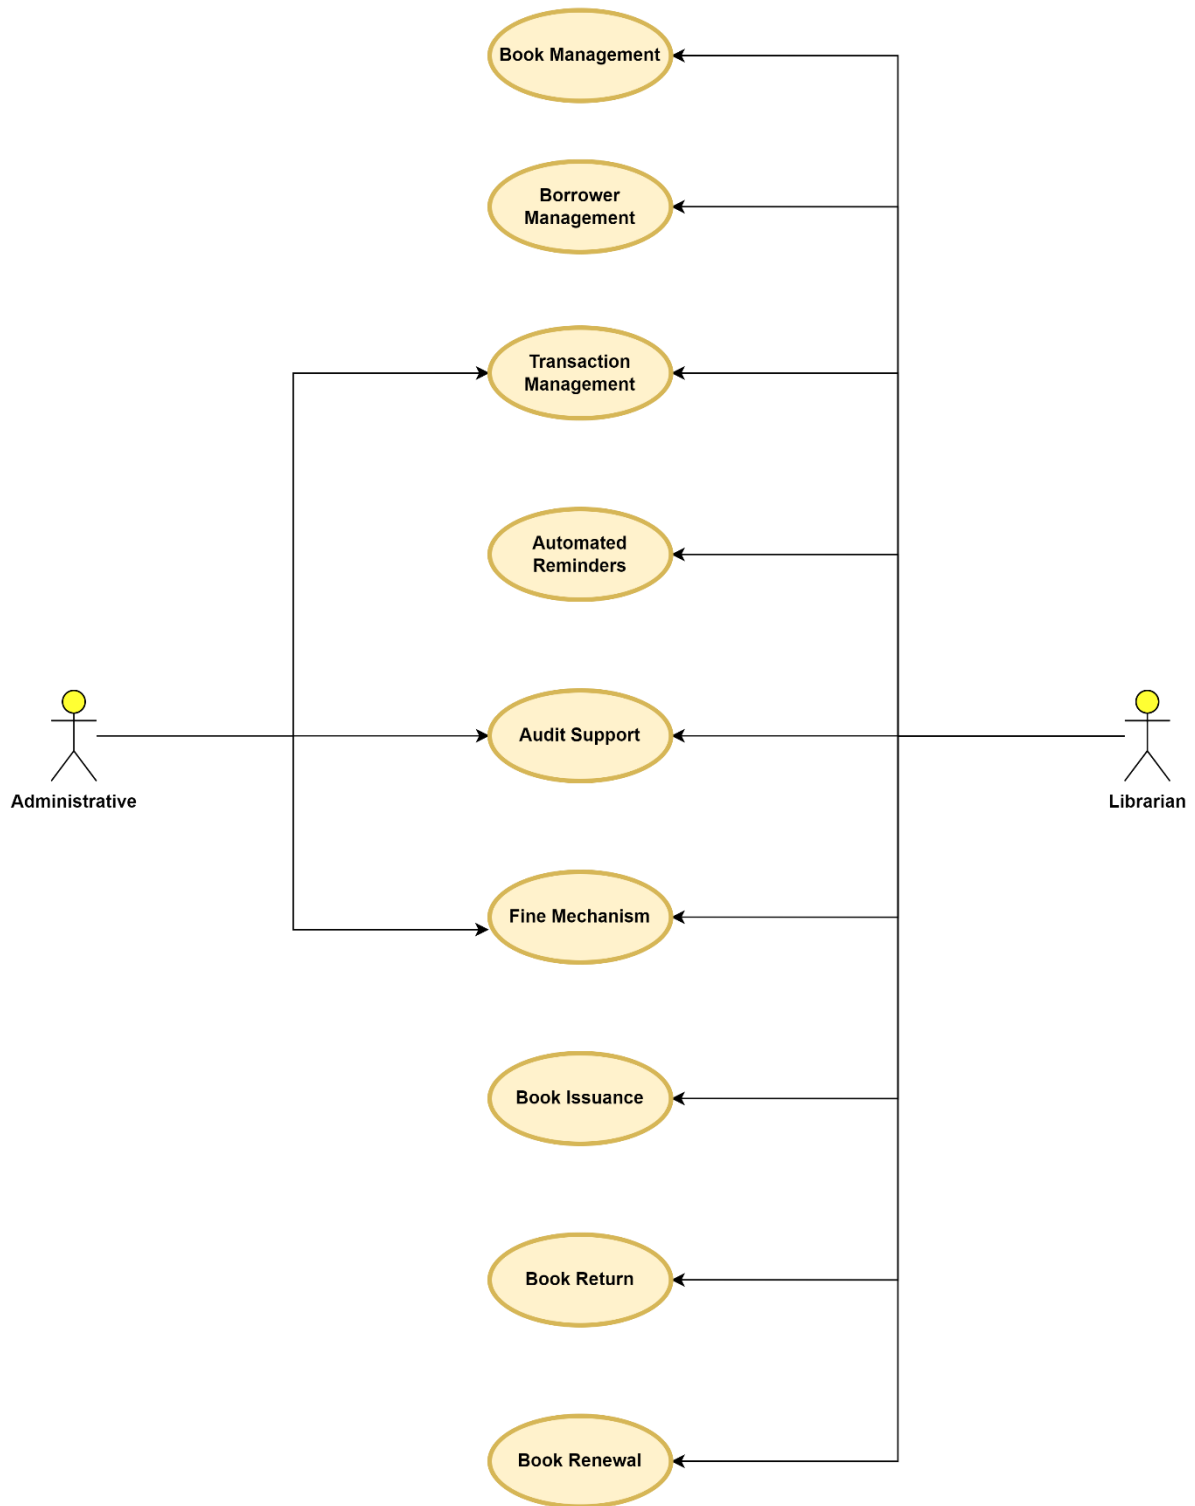 Book Management
Borrower
Management
Transaction
Management
Automated
Reminders
Audit Support
Administrative
Librarian
Fine Mechanism
Book Issuance
Book Return
Book Renewal